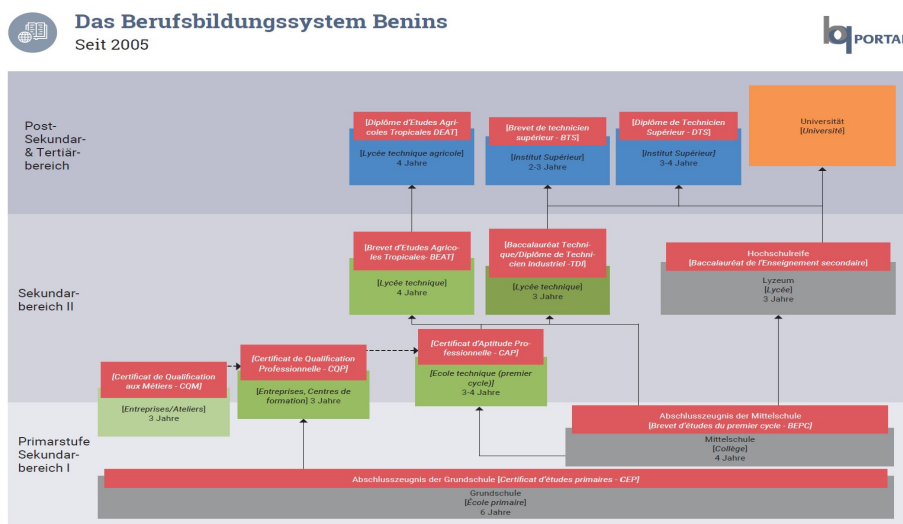 Das Berufsbildungssystem Benins
Seit 2005
bq PORTAL
Post-
Sekundar-
& Tertiär-
bereich
[Diplôme d'Etudes Agri-
coles Tropicales DEAT]
[Lycée technique agricole]
4 Jahre
[Brevet de technicien
supérieur - BTS]
[Institut Supérieur]
2-3 Jahre
[Diplôme de Technicien
Supérieur - DTS]
[Institut Supérieur]
3-4 Jahre
Universität
[Université]
Sekundar-
bereich II
[Brevet d'Etudes Agrico-
les Tropicales- BEAT]
[Lycée technique]
4 Jahre
[Baccalauréat Techni-
que/Diplôme de Techni-
cien Industriel -TDI]
[Lycée technique]
3 Jahre
Hochschulreife
[Baccalauréat de l'Enseignement secondaire]
Lyzeum
[Lycée]
3 Jahre
[Certificat de Qualification
aux Métiers - CQM]
[Entreprises/Ateliers]
3 Jahre
[Certificat de Qualification
Professionnelle - CQP]
[Entreprises, Centres de
formation] 3 Jahre
[Certificat d'Aptitude Pro-
fessionnelle - CAP]
[Ecole technique (premier
cycle)]
3-4 Jahre
Primarstufe
Sekundar-
bereich I
Abschlusszeugnis der Mittelschule
[Brevet d'études du premier cycle - BEPC]
Mittelschule
[Collège]
4 Jahre
Abschlusszeugnis der Grundschule [Certificat d'études primaires - CEP]
Grundschule
[École primaire]
6 Jahre